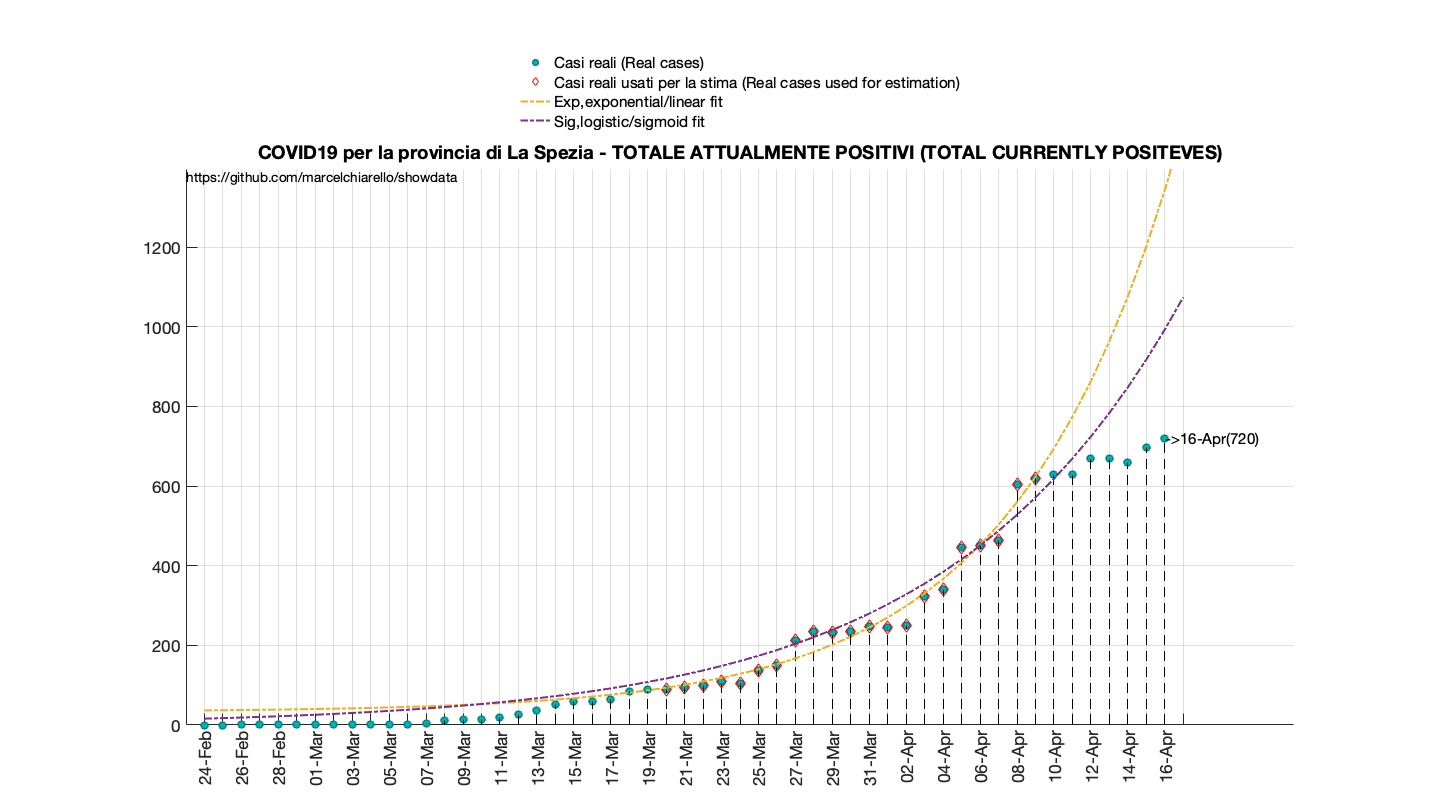 Casi reali (Real cases)
Casi reali usati per la stima (Real cases used for estimation)
Exp,exponential/linear fit
Sig,logistic/sigmoid fit
COVID19 per la provincia di La Spezia - TOTALE ATTUALMENTE POSITIVI (TOTAL CURRENTLY POSITEVES)
https://github.com/marcelchiarello/showdata
1200
1000
800
600
400
200
0
->16-Apr(720)
24-Feb
26-Feb
28-Feb
01-Mar
03-Mar
05-Mar
07-Mar
09-Mar
11-Mar
13-Mar
15-Mar
17-Mar
19-Mar
21-Mar
23-Mar
25-Mar
27-Mar
29-Mar
31-Mar
02-Apr
04-Apr
06-Apr
08-Apr
10-Apr
12-Apr
14-Apr
16-Apr